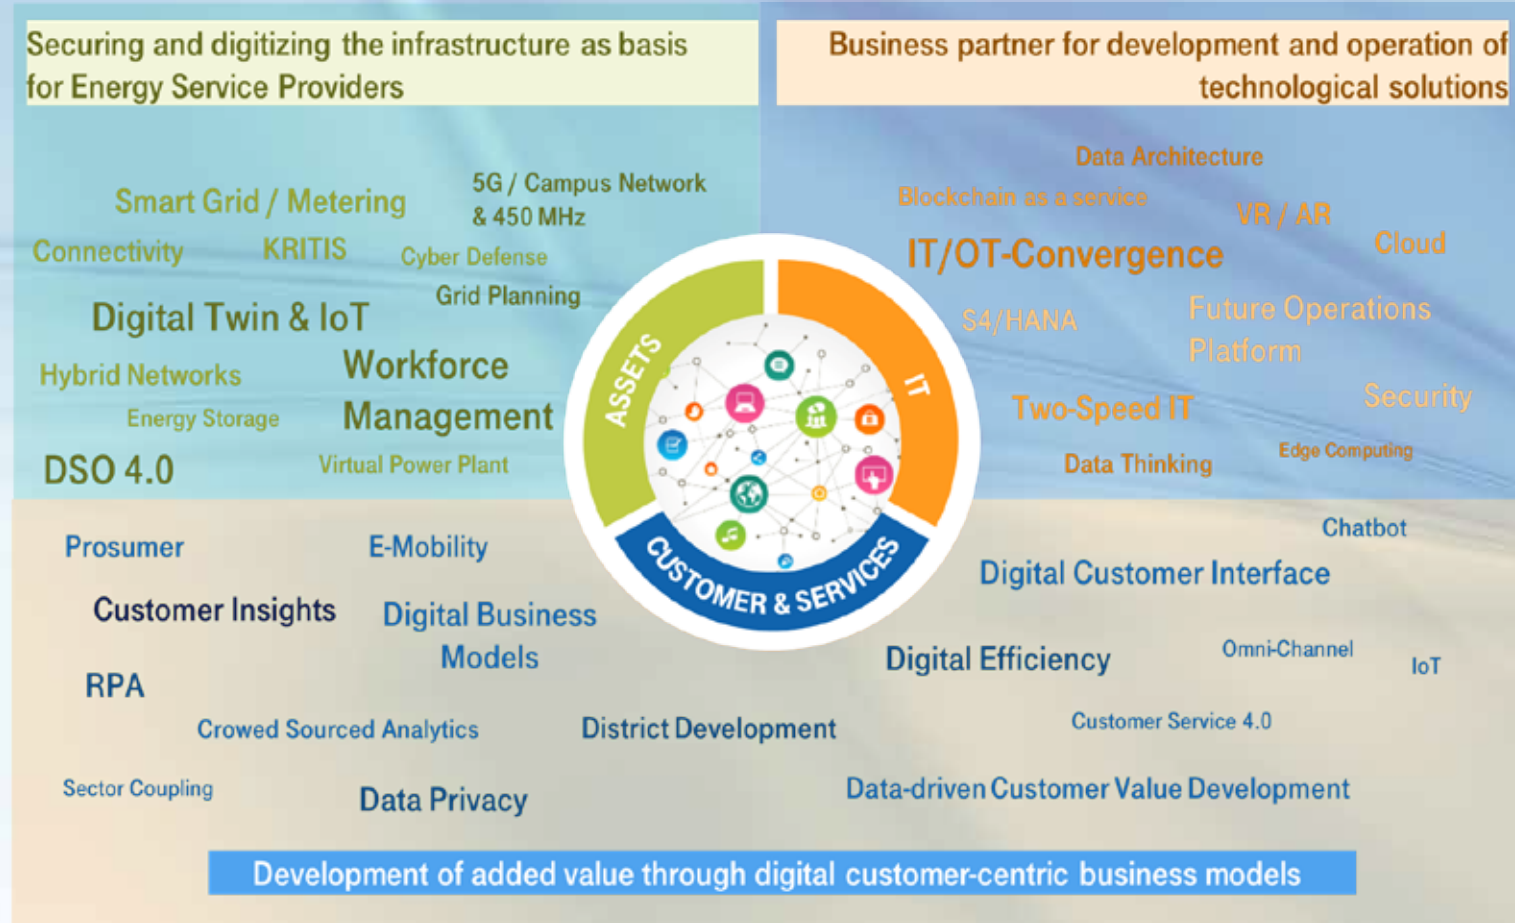 Securing and digitizing the infrastructure as basis
for Energy Service Providers
Business partner for development and operation of
technological solutions
Smart Grid / Metering
5G / Campus Network
& 450 MHz
Connectivity
KRITIS
Cyber Defense
Grid Planning
Digital Twin & IoT
Hybrid Networks
Workforce
Management
Energy Storage
DSO 4.0
Virtual Power Plant
Data Architecture
Blockchain as a service
VR / AR
IT/OT-Convergence
Cloud
S4/HANA
Future Operations
Platform
Two-Speed IT
Security
Data Thinking
Edge Computing
ASSETS
IT
CUSTOMER & SERVICES
Prosumer
E-Mobility
Customer Insights
Digital Business
Models
RPA
Crowed Sourced Analytics
District Development
Sector Coupling
Data Privacy
Chatbot
Digital Customer Interface
Digital Efficiency
Omni-Channel
IoT
Customer Service 4.0
Data-driven Customer Value Development
Development of added value through digital customer-centric business models